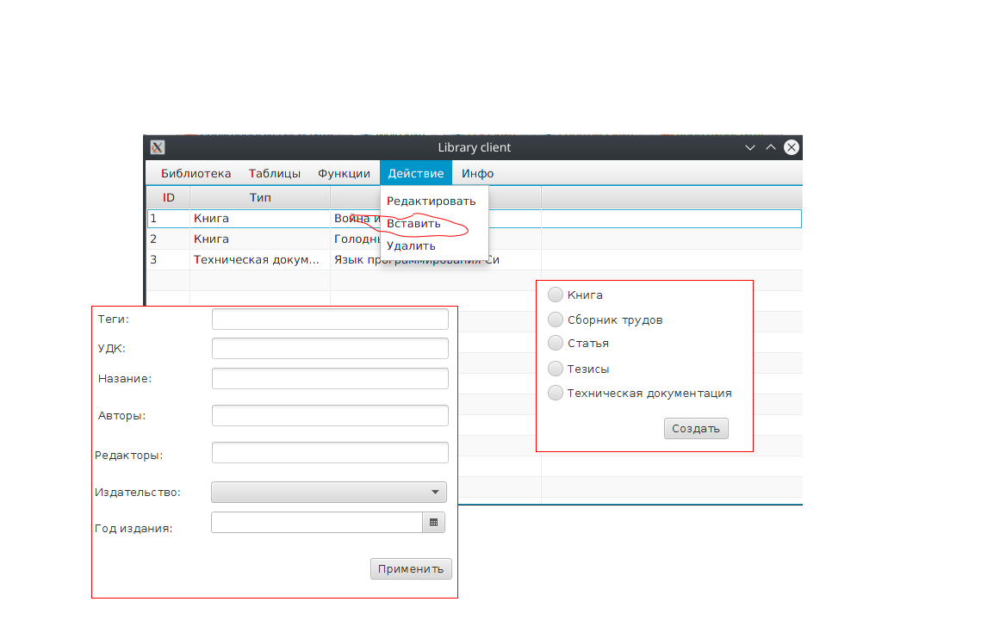 Library client
Библиотека Таблицы Функции Действие Инфо
ID Тип
Редактировать
1 Книга Война и
Вставить
2 Книга Голодн
Удалить
3 Техническая докум... Язык программирования Си
Теги:
УДК:
Назание:
Авторы:
Редакторы:
Издательство:
Год издания:
Применить
Книга
Сборник трудов
Статья
Тезисы
Техническая документация
Создать